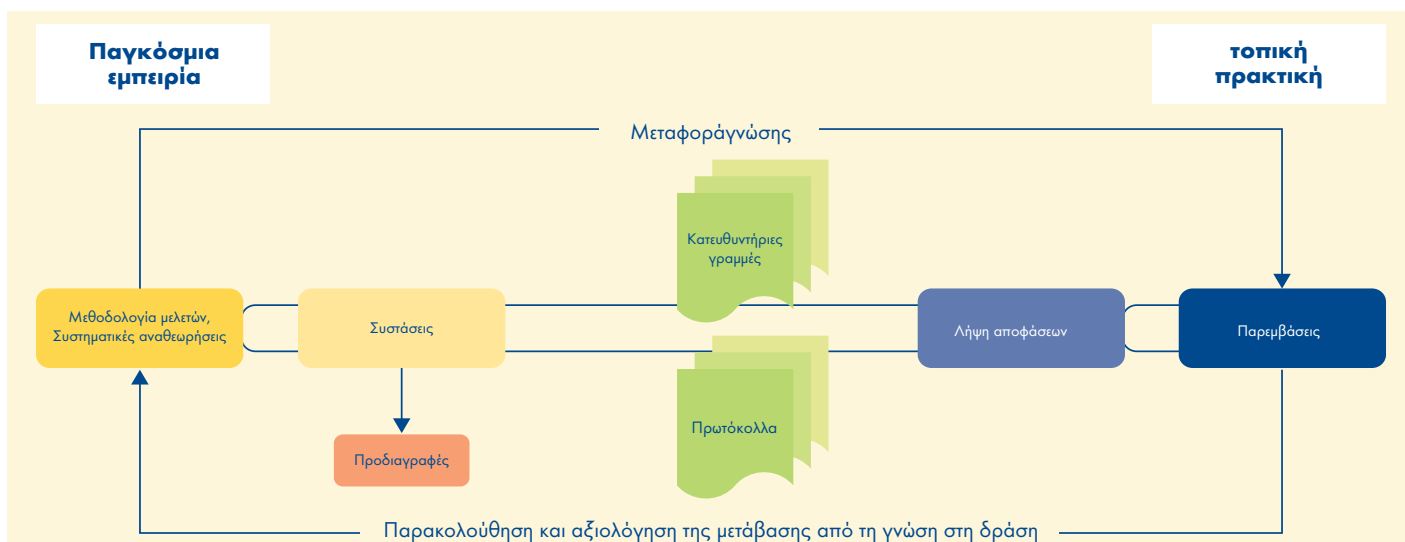 Παγκόσμια
εμπειρία
τοπική
πρακτική
Μεταφοράγνώσης
Κατευθυντήριες
γραμμές
Μεθοδολογία μελετών,
Συστηματικές αναθεωρήσεις
Συστάσεις
Λήψη αποφάσεων
Παρεμβάσεις
Πρωτόκολλα
Προδιαγραφές
Παρακολούθηση και αξιολόγηση της μετάβασης από τη γνώση στη δράση